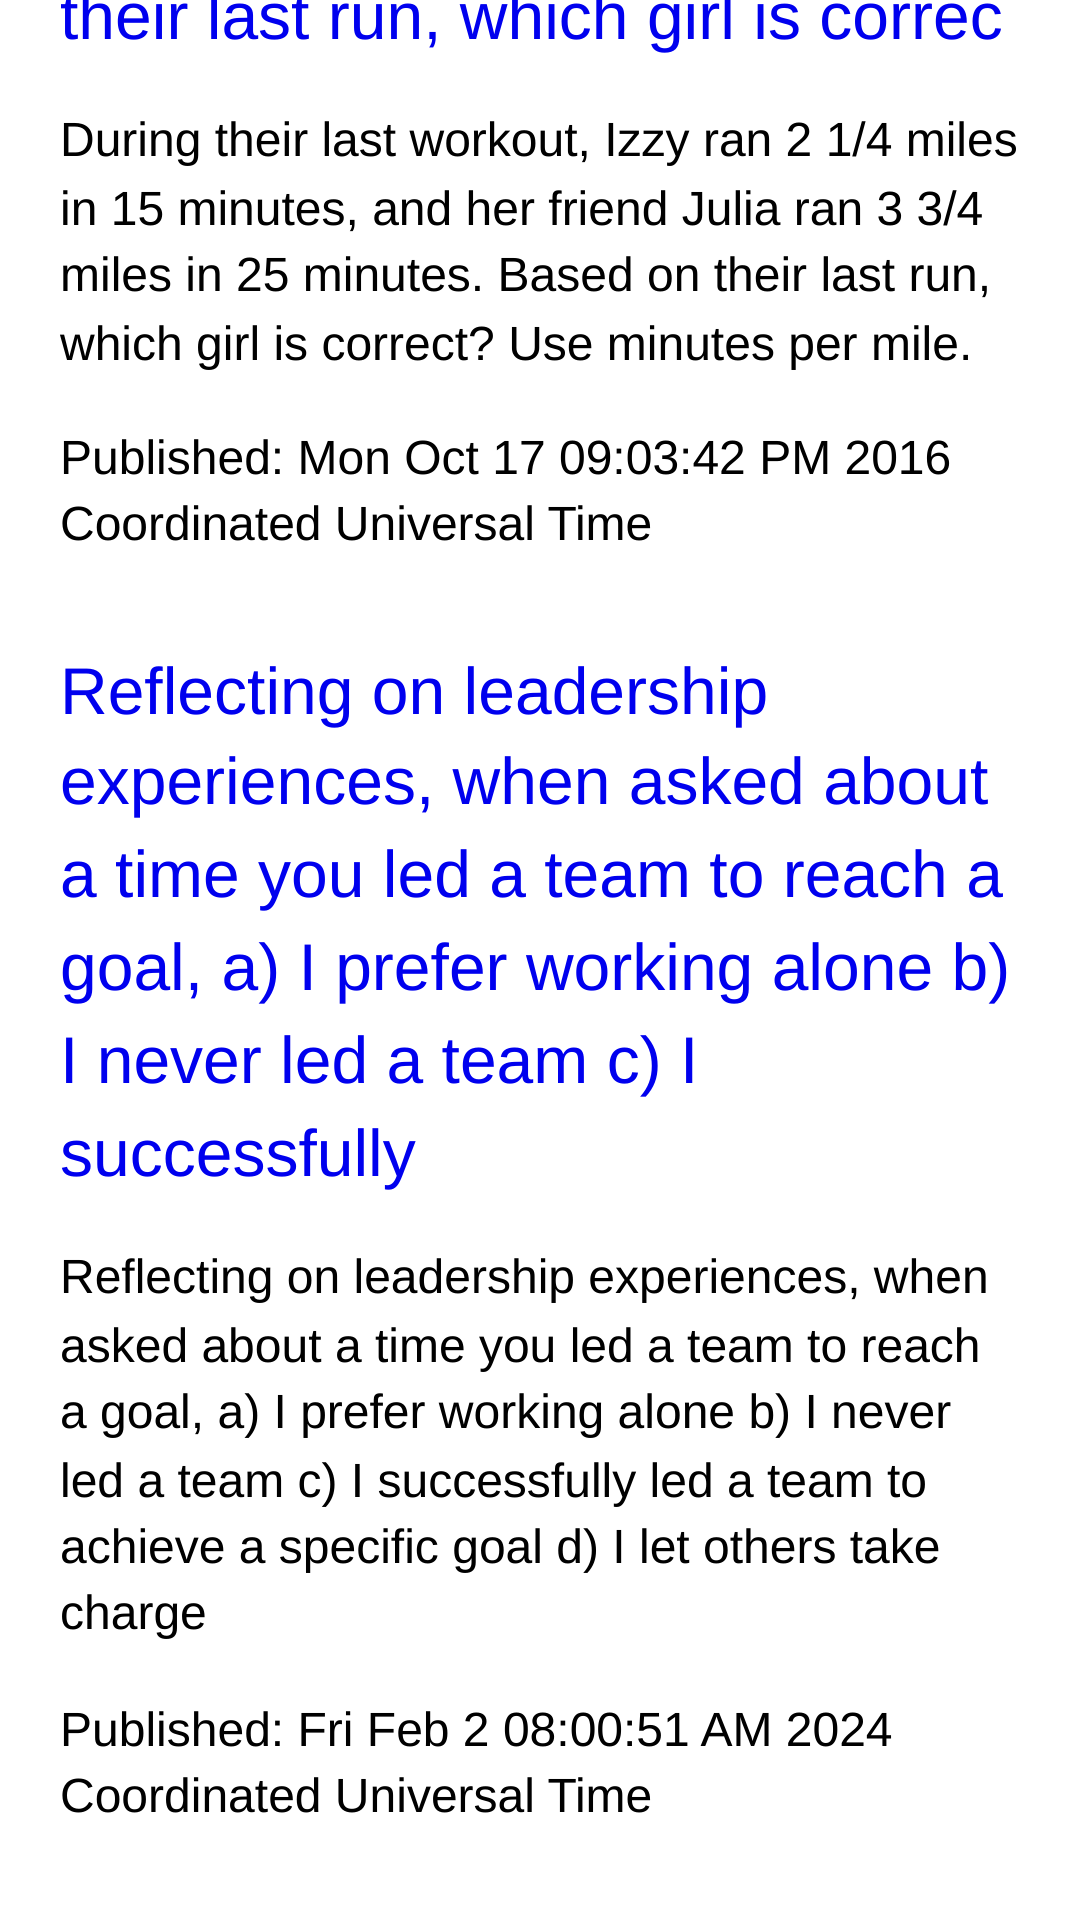 their last run, which girl is correc
During their last workout, Izzy ran 2 1/4 miles
in 15 minutes, and her friend Julia ran 3 3/4
miles in 25 minutes. Based on their last run,
which girl is correct? Use minutes per mile.
Published: Mon Oct 17 09:03:42 PM 2016
Coordinated Universal Time
Reflecting on leadership
experiences, when asked about
a time you led a team to reach a
goal, a) I prefer working alone b)
I never led a team c) I
successfully
Reflecting on leadership experiences, when
asked about a time you led a team to reach
a goal, a) I prefer working alone b) I never
led a team c) I successfully led a team to
achieve a specific goal d) I let others take
charge
Published: Fri Feb 2 08:00:51 AM 2024
Coordinated Universal Time